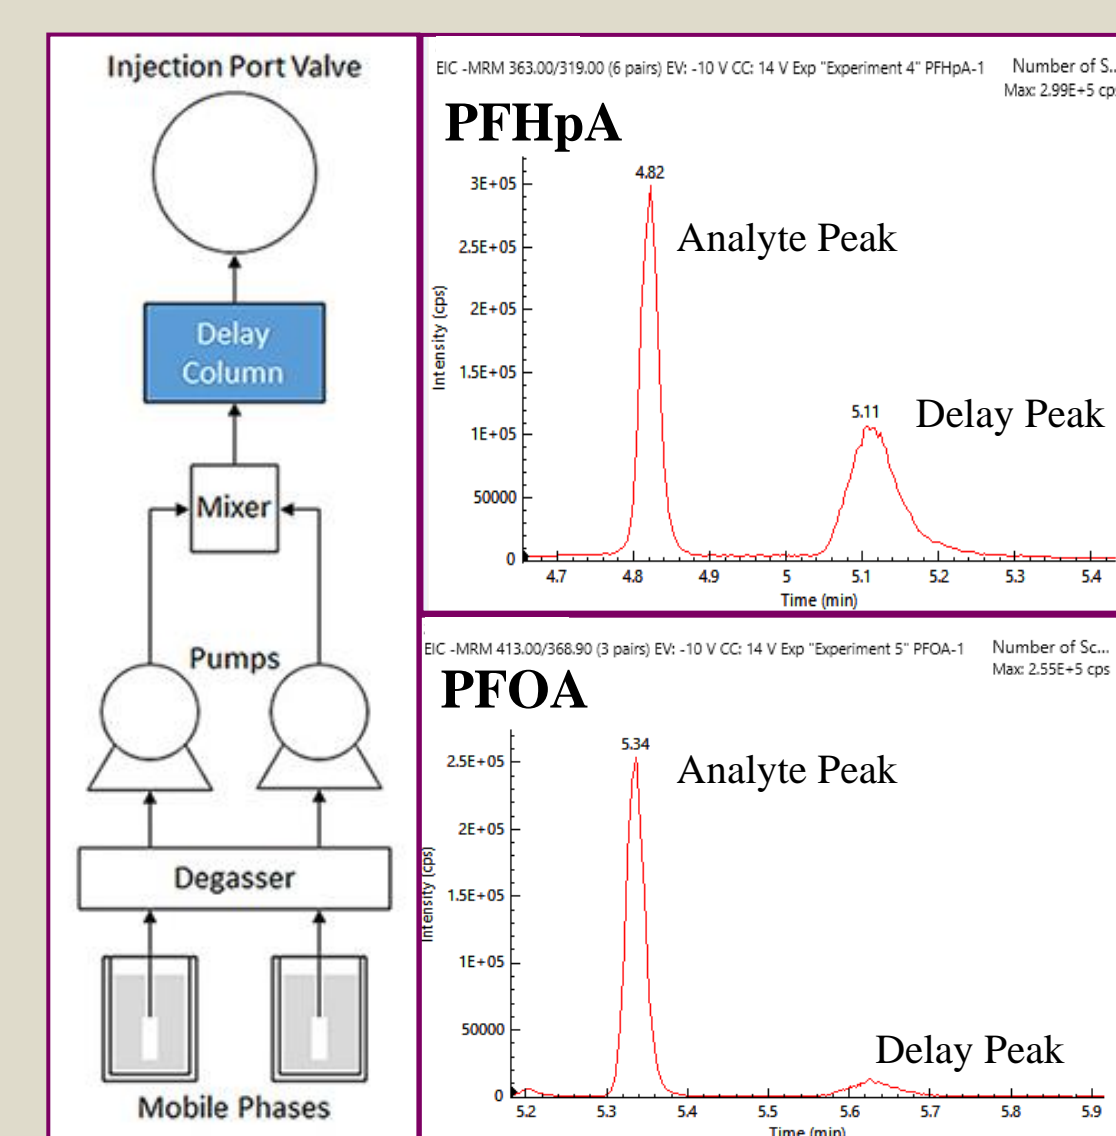 Injection Port Valve
Delay
Column
Mixer
Pumps
Degasser
Mobile Phases
EIC -MRM 363.00/319.00 (6 pairs) EV: -10 V CC: 14 V Exp "Experiment 4" PFHpA-1
Number of S...
Max: 2.99E+5 cps
PFHpA
4.82
Analyte Peak
5.11
Delay Peak
Intensity (cps)
3E+05
2.5E+05
2E+05
1.5E+05
1E+05
50000
0
4.7 4.8 4.9 5 5.1 5.2 5.3 5.4
Time (min)
EIC -MRM 413.00/368.90 (3 pairs) EV: -10 V CC: 14 V Exp "Experiment 5" PFOA-1
Number of Sc...
Max: 2.55E+5 cps
PFOA
5.34
Analyte Peak
Delay Peak
Intensity (cps)
2.5E+05
2E+05
1.5E+05
1E+05
50000
0
5.2 5.3 5.4 5.5 5.6 5.7 5.8 5.9
Time (min)